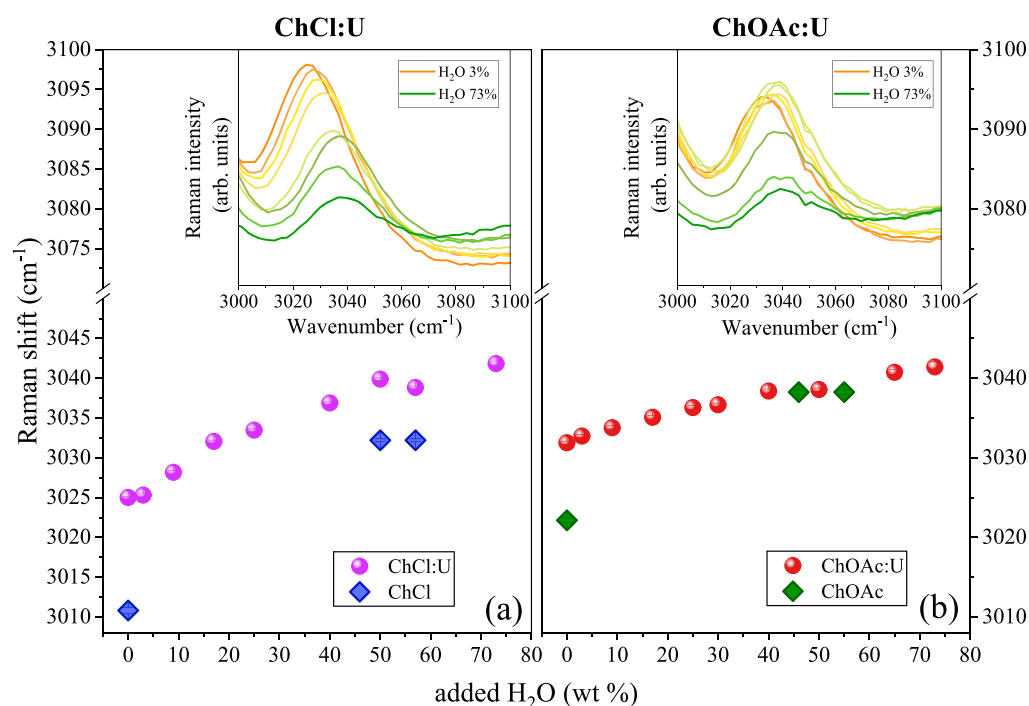 ChCl:U
ChOAc:U
3100
3095
3090
3085
3080
3075
3045
3040
3035
3030
3025
3020
3015
3010
Raman shift (cm⁻¹)
Raman intensity
(arb. units)
H₂O 3%
H₂O 73%
3000 3020 3040 3060 3080 3100
Wavenumber (cm⁻¹)
ChCl:U
ChCl
(a)
0 10 20 30 40 50 60 70 80
Raman intensity
(arb. units)
H₂O 3%
H₂O 73%
3000 3020 3040 3060 3080 3100
Wavenumber (cm⁻¹)
ChOAc:U
ChOAc
(b)
0 10 20 30 40 50 60 70 80
3100
3090
3080
3040
3030
3020
3010
added H₂O (wt %)